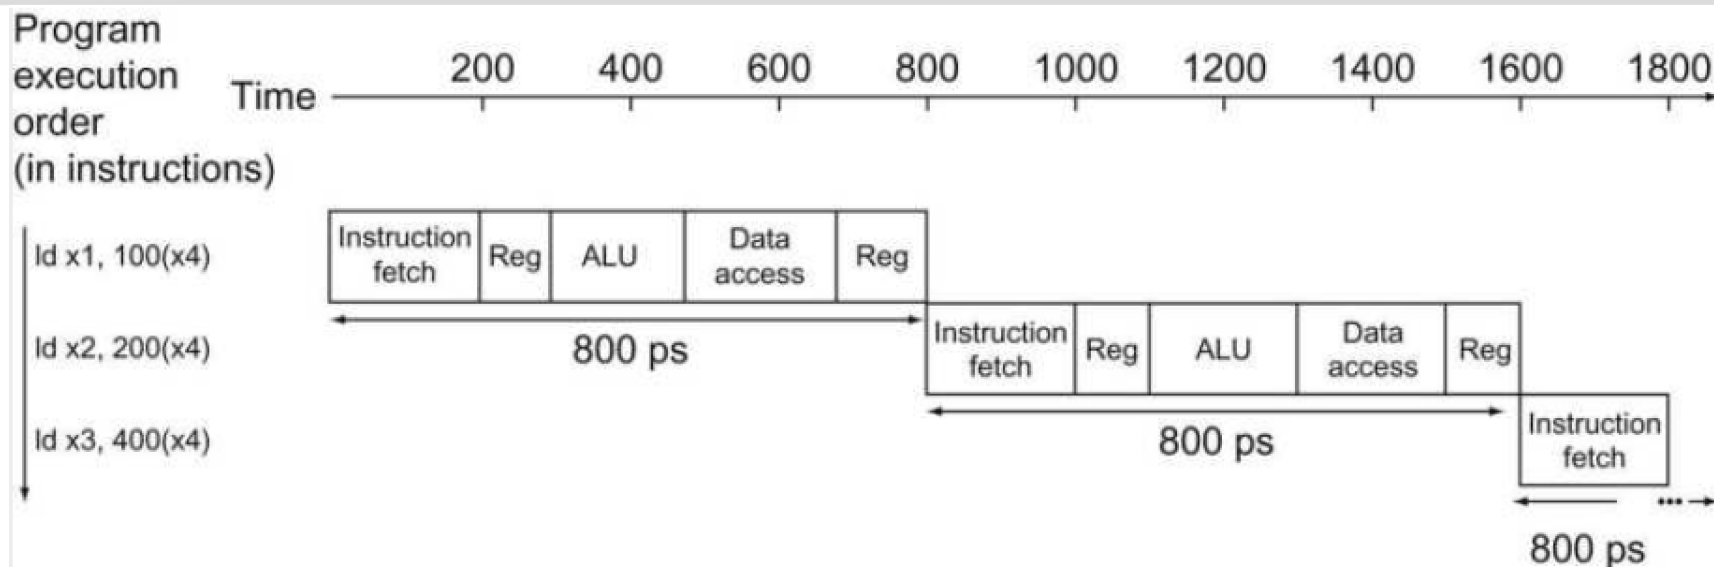 Program
execution
order
(in instructions)
Time
200 400 600 800 1000 1200 1400 1600 1800
ld x1, 100(x4)
Instruction
fetch
Reg
ALU
Data
access
Reg
800 ps
ld x2, 200(x4)
Instruction
fetch
Reg
ALU
Data
access
Reg
800 ps
ld x3, 400(x4)
Instruction
fetch
...
800 ps